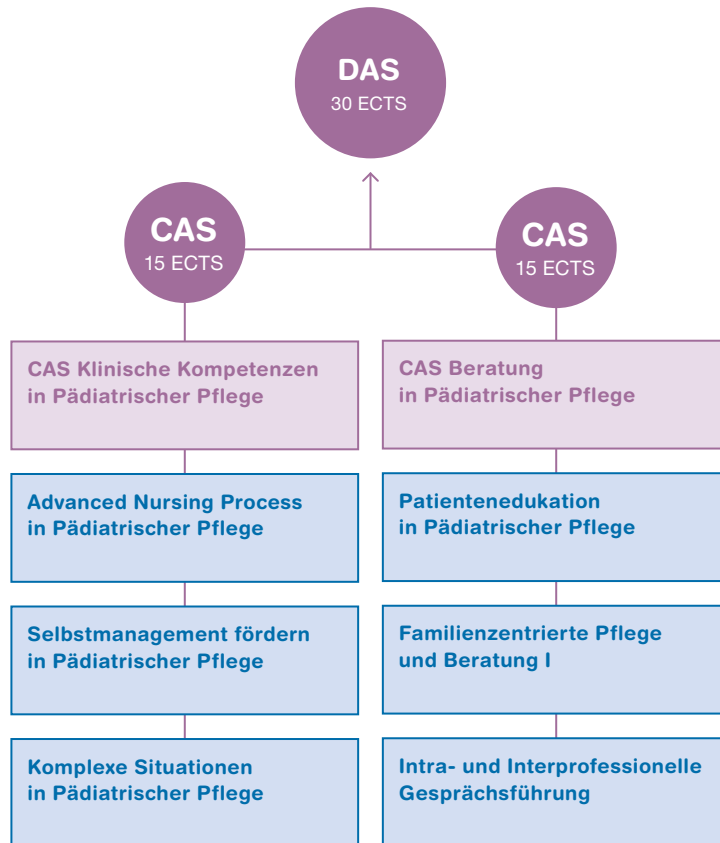 DAS
30 ECTS
CAS
15 ECTS
CAS
15 ECTS
CAS Klinische Kompetenzen
in Pädiatrischer Pflege
Advanced Nursing Process
in Pädiatrischer Pflege
Selbstmanagement fördern
in Pädiatrischer Pflege
Komplexe Situationen
in Pädiatrischer Pflege
CAS Beratung
in Pädiatrischer Pflege
Patientenedukation
in Pädiatrischer Pflege
Familienzentrierte Pflege
und Beratung I
Intra- und Interprofessionelle
Gesprächsführung